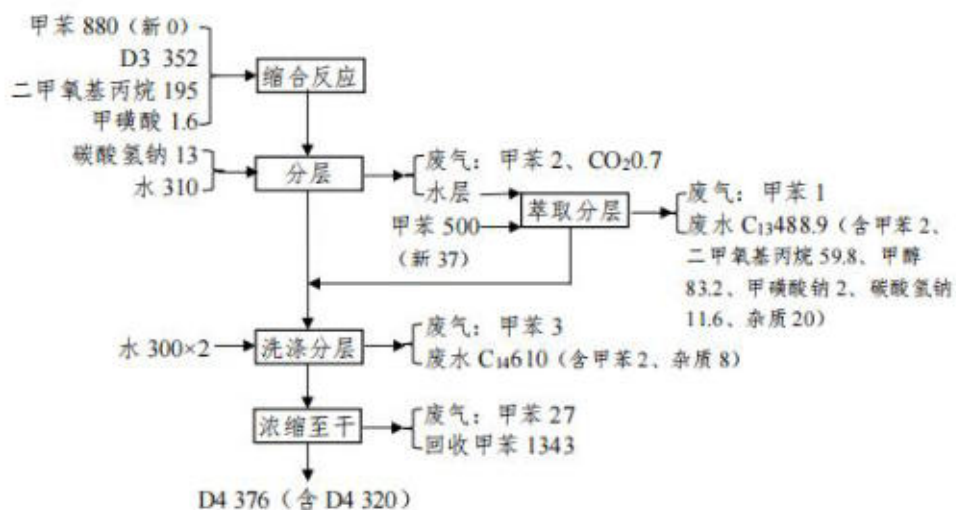 甲苯 880（新 0）
D3 352
二甲氧基丙烷 195
甲磺酸 1.6
缩合反应
碳酸氢钠 13
水 310
分层
废气：甲苯 2、CO₂0.7
水层
甲苯 500
（新 37）
萃取分层
废气：甲苯 1
废水 C₁₃488.9（含甲苯 2、
二甲氧基丙烷 59.8、甲醇
83.2、甲磺酸钠 2、碳酸氢钠
11.6、杂质 20）
水 300×2
洗涤分层
废气：甲苯 3
废水 C₁₄610（含甲苯 2、杂质 8）
浓缩至干
废气：甲苯 27
回收甲苯 1343
D4 376（含 D4 320）